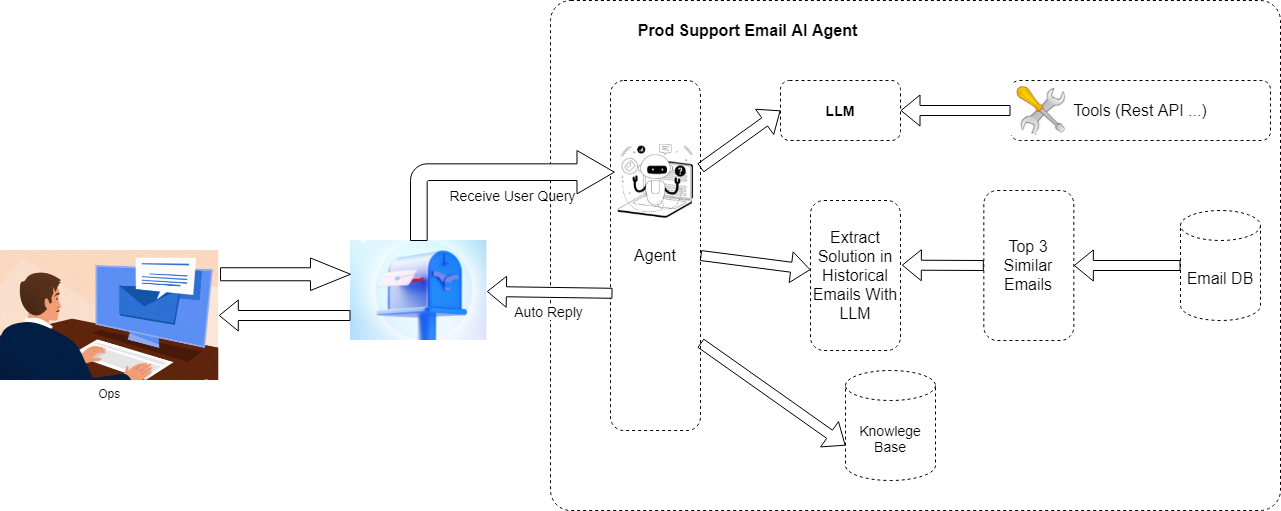 Prod Support Email AI Agent
LLM
Tools (Rest API ...)
Receive User Query
Agent
Extract
Solution in
Historical
Emails With
LLM
Top 3
Similar
Emails
Email DB
Auto Reply
Ops
Knowlege
Base